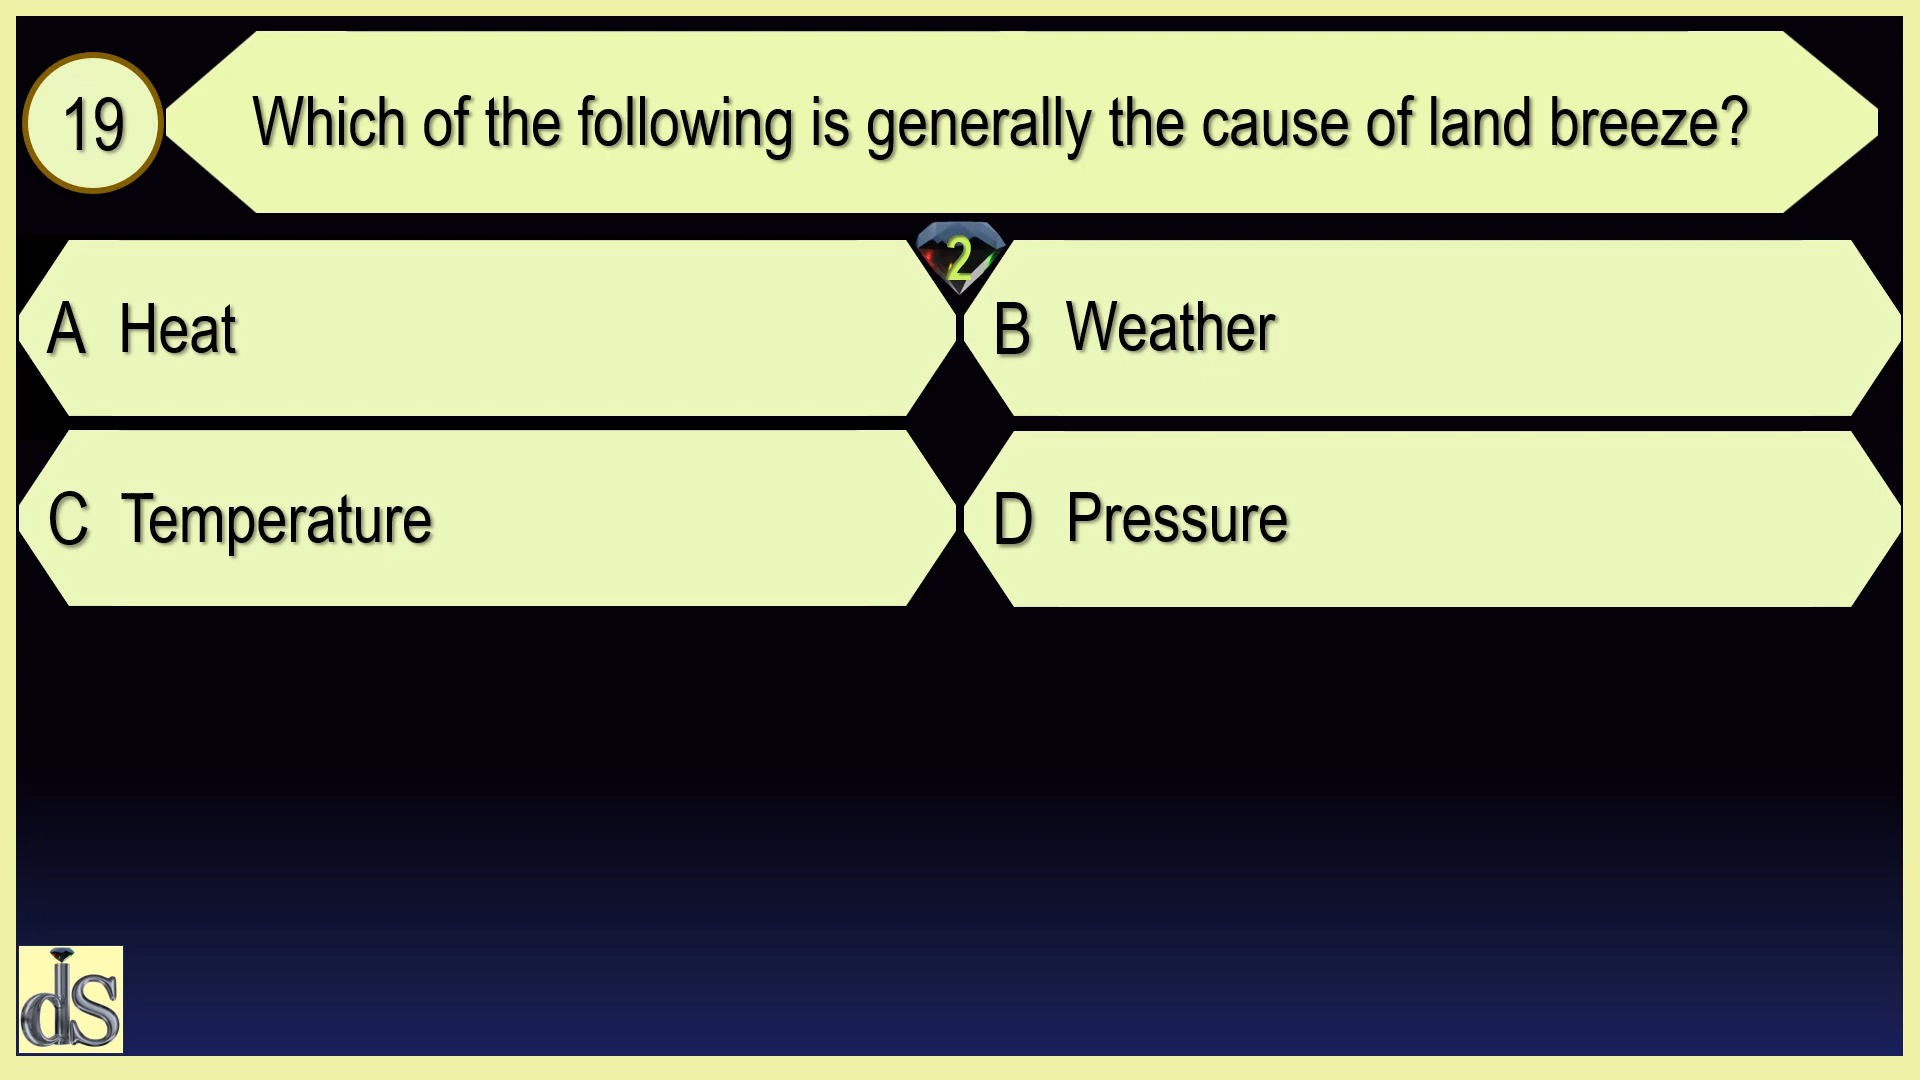 19
Which of the following is generally the cause of land breeze?
2
A Heat
B Weather
C Temperature
D Pressure
ds